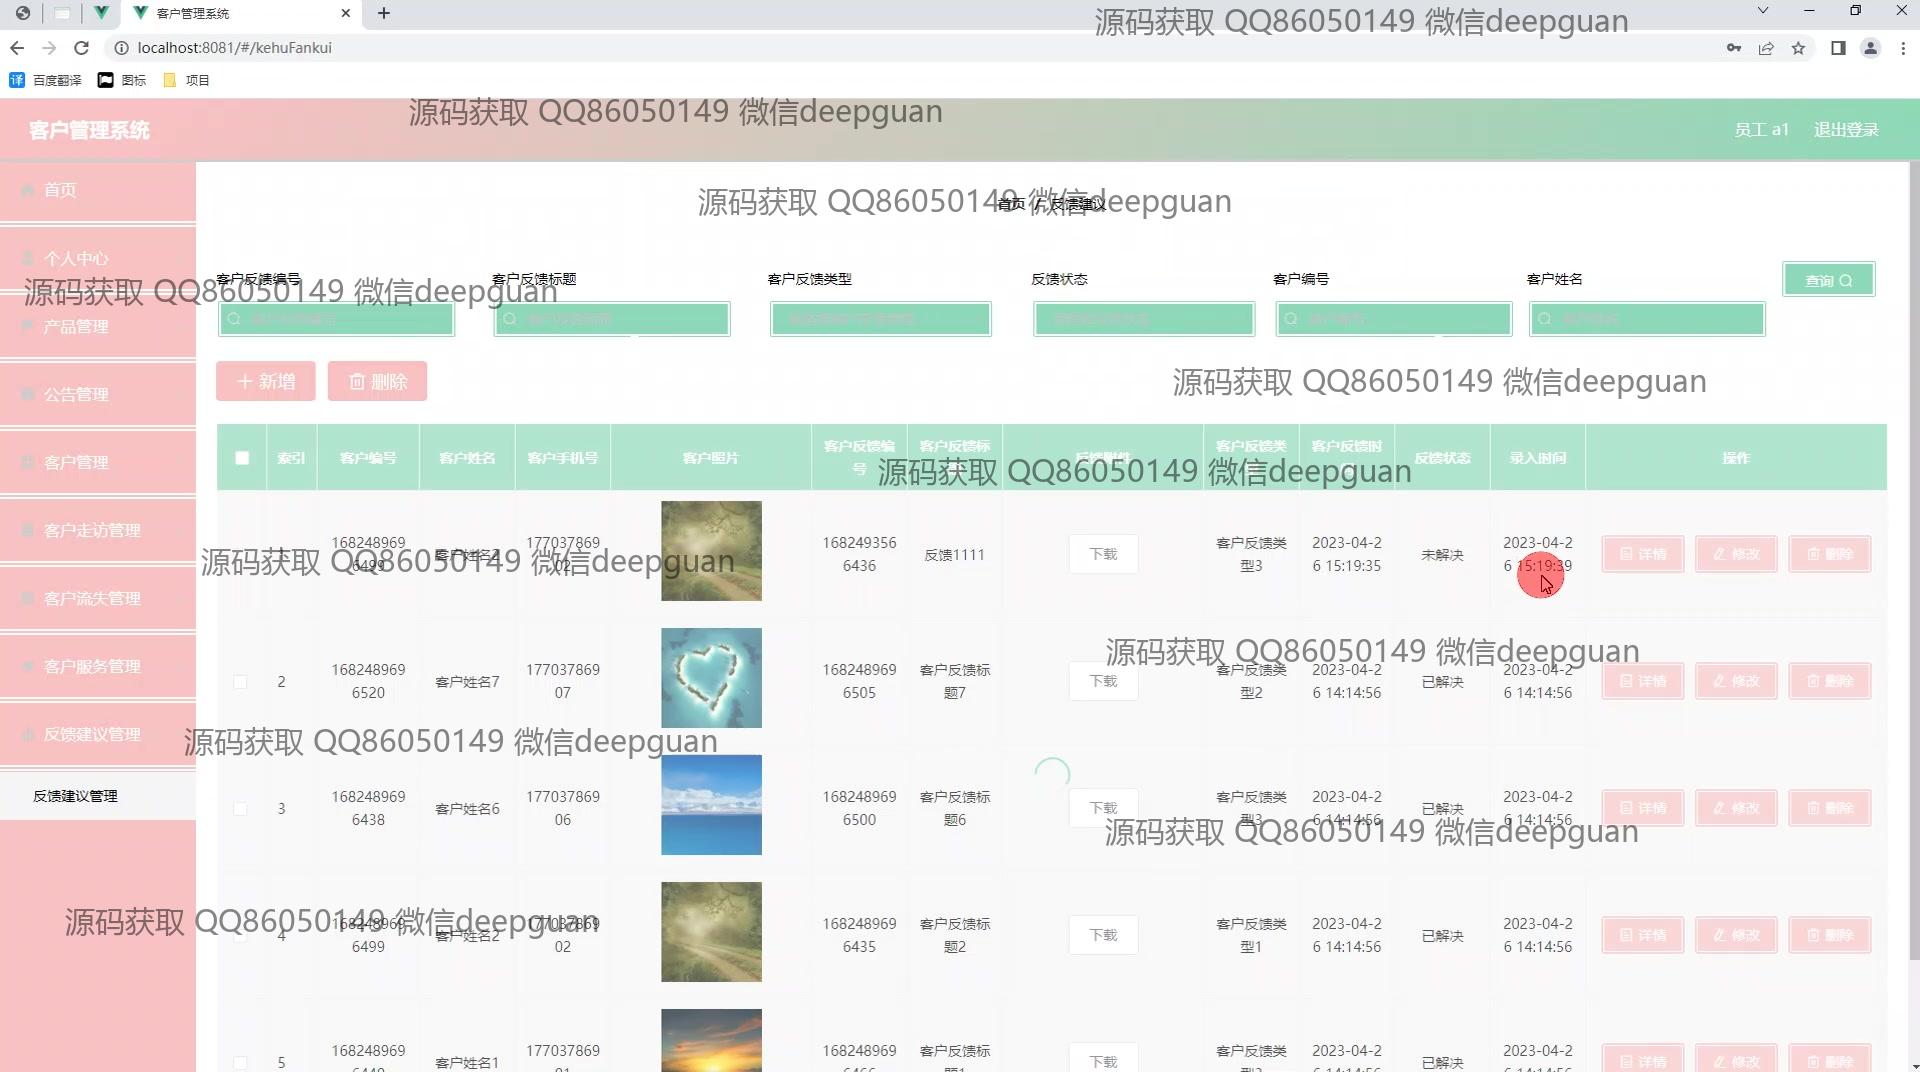 客户管理系统
localhost:8081/#/kehuFankui
源码获取 QQ86050149 微信deepguan
百度翻译 图标 项目
客户管理系统
源码获取 QQ86050149 微信deepguan
员工 a1 退出登录
首页
源码获取 QQ86050149 微信deepguan
首页 / 反馈建议
个人中心
客户反馈编号 客户反馈标题 客户反馈类型 反馈状态 客户编号 客户姓名 查询
源码获取 QQ86050149 微信deepguan
产品管理
新增 删除
源码获取 QQ86050149 微信deepguan
公告管理
客户管理
索引 客户编号 客户姓名 客户手机号 客户照片 客户反馈编号 客户反馈标 客户反馈类 客户反馈时 反馈状态 录入时间 操作
源码获取 QQ86050149 微信deepguan
客户走访管理
1682489696499 客户姓名2 17703786902 1682493566436 反馈1111 下载 客户反馈类型3 2023-04-26 15:19:35 未解决 2023-04-26 15:19:39 详情 修改 删除
源码获取 QQ86050149 微信deepguan
客户流失管理
源码获取 QQ86050149 微信deepguan
客户服务管理
2 1682489696520 客户姓名7 17703786907 1682489696505 客户反馈标题7 下载 客户反馈类型2 2023-04-26 14:14:56 已解决 2023-04-26 14:14:56 详情 修改 删除
反馈建议管理
源码获取 QQ86050149 微信deepguan
反馈建议管理
3 1682489696438 客户姓名6 17703786906 1682489696500 客户反馈标题6 下载 客户反馈类型3 2023-04-26 14:14:56 已解决 2023-04-26 14:14:56 详情 修改 删除
源码获取 QQ86050149 微信deepguan
源码获取 QQ86050149 微信deepguan
4 1682489696499 客户姓名2 17703786902 1682489696435 客户反馈标题2 下载 客户反馈类型1 2023-04-26 14:14:56 已解决 2023-04-26 14:14:56 详情 修改 删除
5 168248969 客户姓名1 177037869 168248969 客户反馈标 下载 客户反馈类 2023-04-2 已解决 2023-04-2 详情 修改 删除